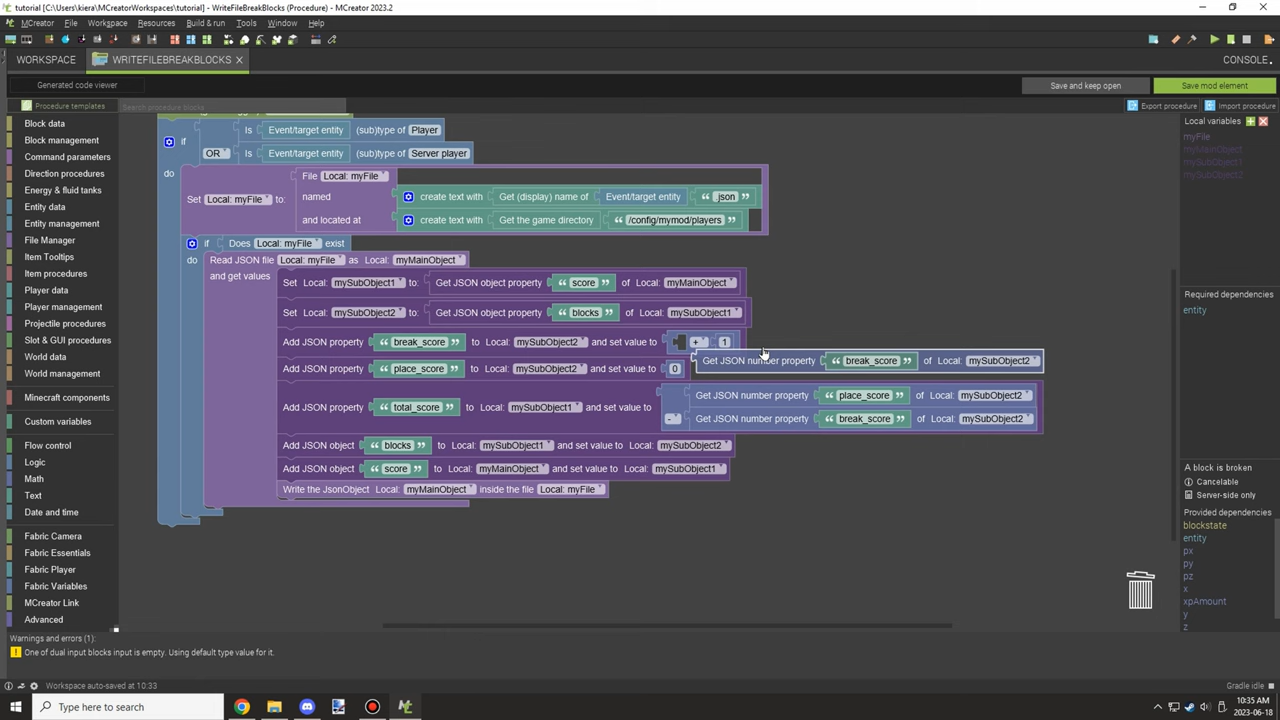 tutorial [C:\Users\kiera\MCreatorWorkspaces\tutorial] - WriteFileBreakBlocks (Procedure) - MCreator 2023.2
MCreator File Workspace Resources Build & run Tools Window Help
WORKSPACE WRITEFILEBREAKBLOCKS CONSOLE
Generated code viewer Save and keep open Save mod element
Procedure templates Search procedure blocks Export procedure Import procedure
Block data
Block management
Command parameters
Direction procedures
Energy & fluid tanks
Entity data
Entity management
File Manager
Item Tooltips
Item procedures
Player data
Player management
Projectile procedures
Slot & GUI procedures
World data
World management
Minecraft components
Custom variables
Flow control
Logic
Math
Text
Date and time
Fabric Camera
Fabric Essentials
Fabric Player
Fabric Variables
MCreator Link
Advanced
if Is Event/target entity (sub)type of Player
OR Is Event/target entity (sub)type of Server player
do
Set Local: myFile to: File Local: myFile
named create text with Get (display) name of Event/target entity “ .json ”
and located at create text with Get the game directory “ /config/mymod/players ”
if Does Local: myFile exist
do Read JSON file Local: myFile as Local: myMainObject
and get values
Set Local: mySubObject1 to: Get JSON object property “ score ” of Local: myMainObject
Set Local: mySubObject2 to: Get JSON object property “ blocks ” of Local: mySubObject1
Add JSON property “ break_score ” to Local: mySubObject2 and set value to + 1
Get JSON number property “ break_score ” of Local: mySubObject2
Add JSON property “ place_score ” to Local: mySubObject2 and set value to 0
Get JSON number property “ place_score ” of Local: mySubObject2
Add JSON property “ total_score ” to Local: mySubObject1 and set value to
- Get JSON number property “ break_score ” of Local: mySubObject2
Add JSON object “ blocks ” to Local: mySubObject1 and set value to Local: mySubObject2
Add JSON object “ score ” to Local: myMainObject and set value to Local: mySubObject1
Write the JsonObject Local: myMainObject inside the file Local: myFile
Local variables
myFile
myMainObject
mySubObject1
mySubObject2
Required dependencies
entity
A block is broken
Cancelable
Server-side only
Provided dependencies
blockstate
entity
px
py
pz
x
xpAmount
y
z
Warnings and errors (1):
One of dual input blocks input is empty. Using default type value for it.
Workspace auto-saved at 10:33 Gradle idle
Type here to search
10:35 AM
2023-06-18